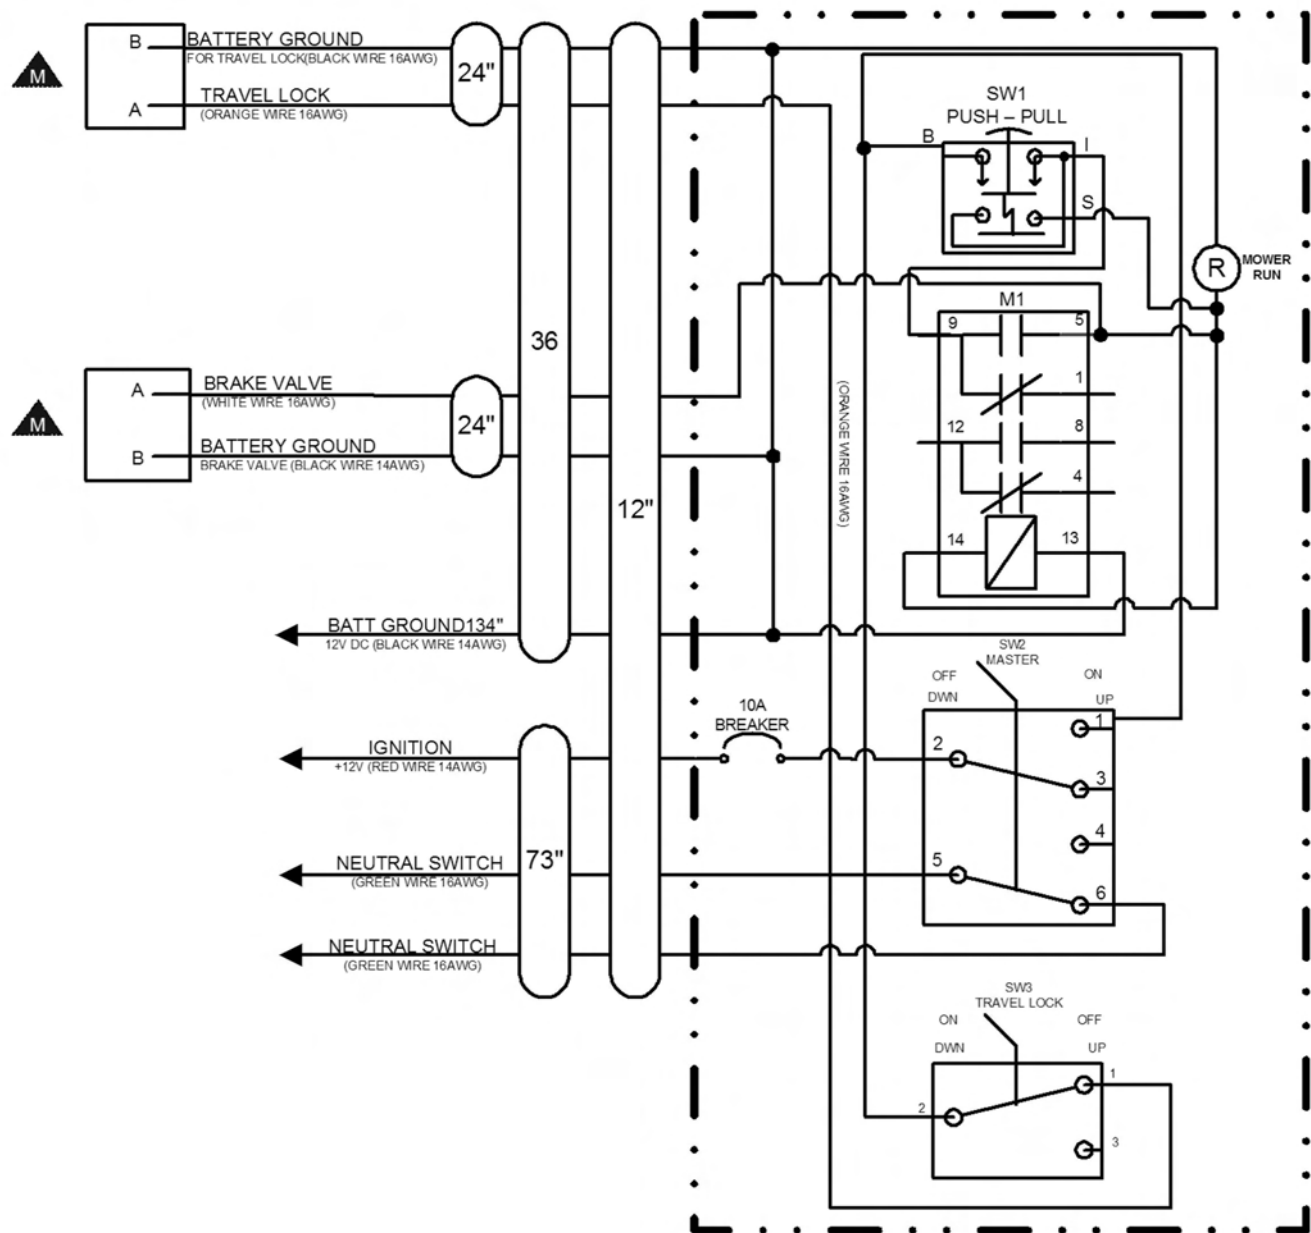 M
B
BATTERY GROUND
FOR TRAVEL LOCK(BLACK WIRE 16AWG)
A
TRAVEL LOCK
(ORANGE WIRE 16AWG)
24"
36
12"
SW1
PUSH – PULL
B
I
S
R
MOWER
RUN
M1
9
5
1
12
8
4
14
13
M
A
BRAKE VALVE
(WHITE WIRE 16AWG)
B
BATTERY GROUND
BRAKE VALVE (BLACK WIRE 14AWG)
24"
(ORANGE WIRE 16AWG)
BATT GROUND134"
12V DC (BLACK WIRE 14AWG)
SW2
MASTER
OFF
ON
DWN
UP
10A
BREAKER
1
2
3
4
5
6
IGNITION
+12V (RED WIRE 14AWG)
73"
NEUTRAL SWITCH
(GREEN WIRE 16AWG)
NEUTRAL SWITCH
(GREEN WIRE 16AWG)
SW3
TRAVEL LOCK
ON
OFF
DWN
UP
1
2
3